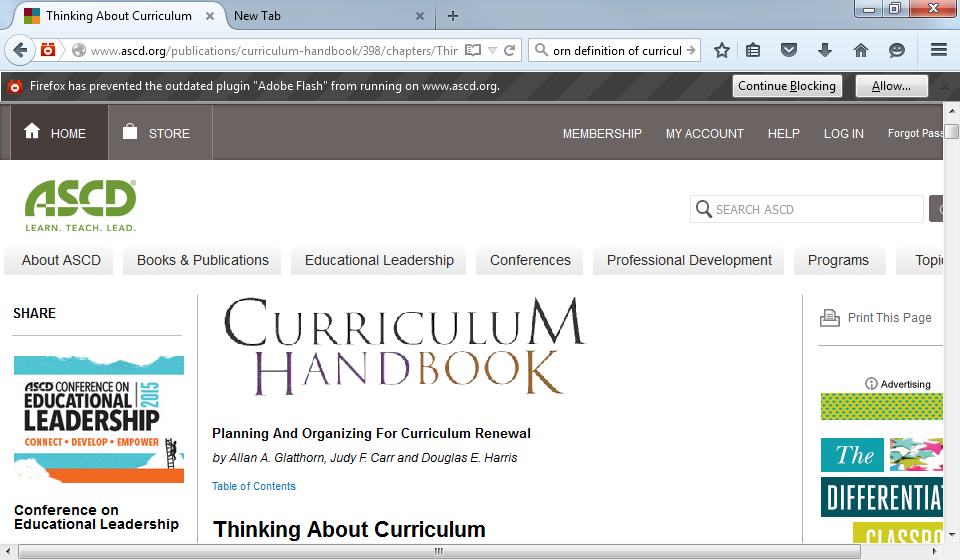 Thinking About Curriculum
New Tab
www.ascd.org/publications/curriculum-handbook/398/chapters/Thin
orn definition of curricul
Firefox has prevented the outdated plugin "Adobe Flash" from running on www.ascd.org.
Continue Blocking
Allow...
HOME
STORE
MEMBERSHIP
MY ACCOUNT
HELP
LOG IN
Forgot Pass
ASCD
LEARN. TEACH. LEAD.
SEARCH ASCD
About ASCD
Books & Publications
Educational Leadership
Conferences
Professional Development
Programs
Topic
SHARE
CURRICULUM
HANDBOOK
Print This Page
ASCD CONFERENCE ON
EDUCATIONAL
LEADERSHIP
2015
CONNECT • DEVELOP • EMPOWER
Advertising
Planning And Organizing For Curriculum Renewal
by Allan A. Glatthorn, Judy F. Carr and Douglas E. Harris
The
Table of Contents
DIFFERENTIA
Conference on
Educational Leadership
Thinking About Curriculum
CLASSRO